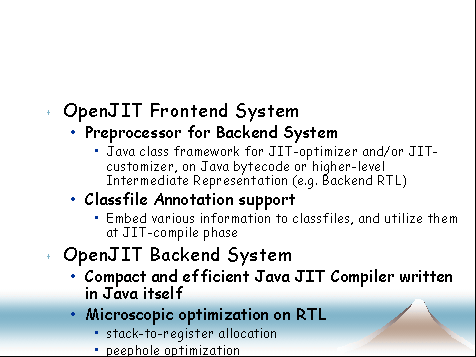 OpenJIT Frontend System
Preprocessor for Backend System
Java class framework for JIT-optimizer and/or JIT-
customizer, on Java bytecode or higher-level
Intermediate Representation (e.g. Backend RTL)
Classfile Annotation support
Embed various information to classfiles, and utilize them
at JIT-compile phase
OpenJIT Backend System
Compact and efficient Java JIT Compiler written
in Java itself
Microscopic optimization on RTL
stack-to-register allocation
peephole optimization